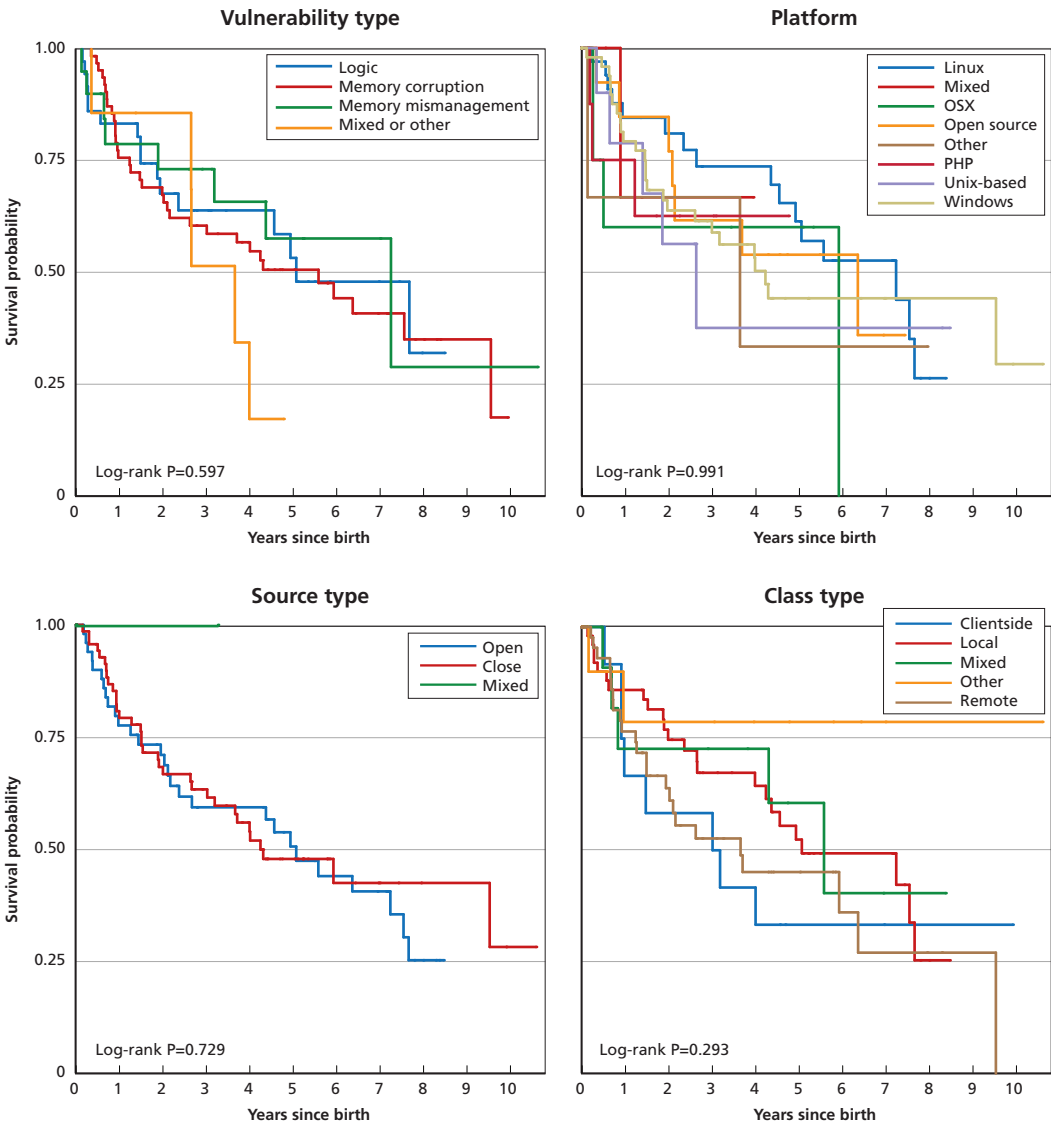 Vulnerability type
Survival probability
1.00
0.75
0.50
0.25
0
Logic
Memory corruption
Memory mismanagement
Mixed or other
Log-rank P=0.597
0 1 2 3 4 5 6 7 8 9 10
Years since birth
Platform
Linux
Mixed
OSX
Open source
Other
PHP
Unix-based
Windows
Log-rank P=0.991
0 1 2 3 4 5 6 7 8 9 10
Years since birth
Source type
Survival probability
1.00
0.75
0.50
0.25
0
Open
Close
Mixed
Log-rank P=0.729
0 1 2 3 4 5 6 7 8 9 10
Years since birth
Class type
Clientside
Local
Mixed
Other
Remote
Log-rank P=0.293
0 1 2 3 4 5 6 7 8 9 10
Years since birth